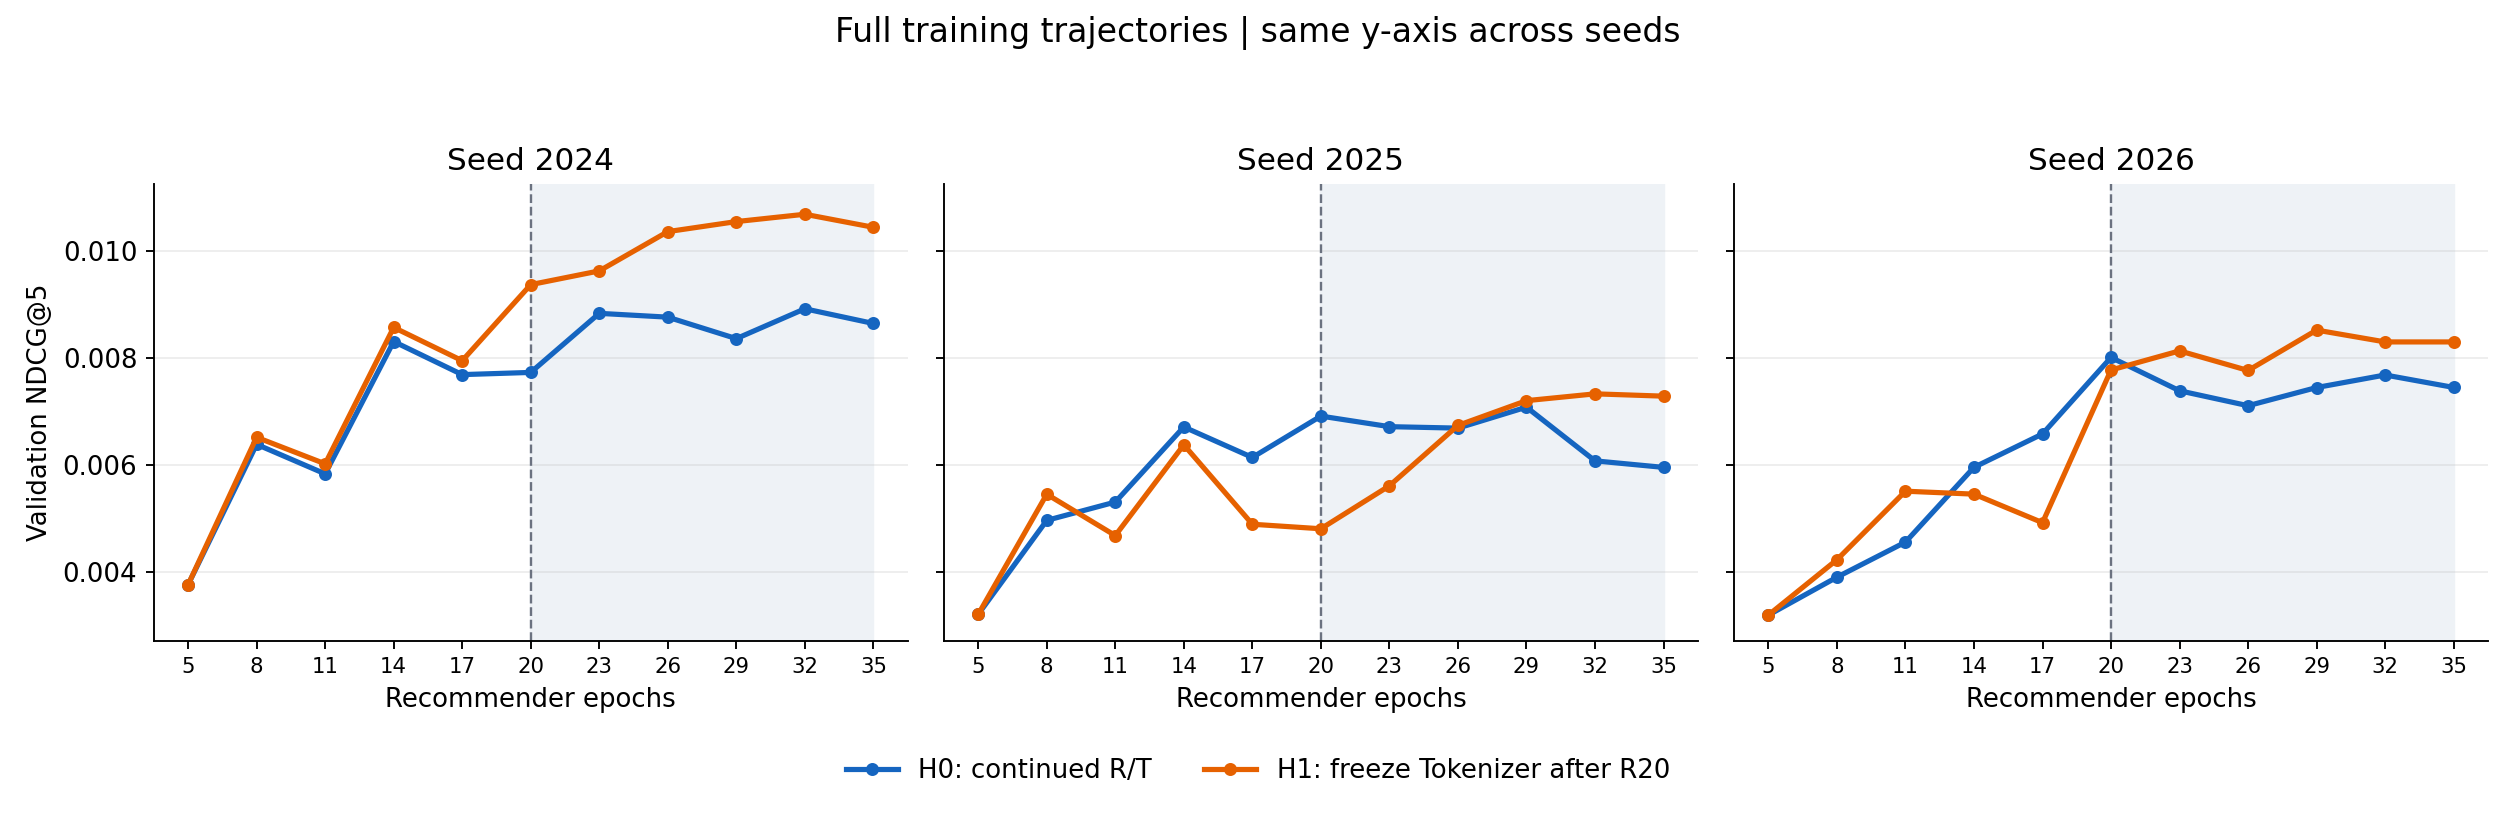 Full training trajectories | same y-axis across seeds
Seed 2024
Seed 2025
Seed 2026
Validation NDCG@5
0.010
0.008
0.006
0.004
5 8 11 14 17 20 23 26 29 32 35
5 8 11 14 17 20 23 26 29 32 35
5 8 11 14 17 20 23 26 29 32 35
Recommender epochs
Recommender epochs
Recommender epochs
H0: continued R/T
H1: freeze Tokenizer after R20